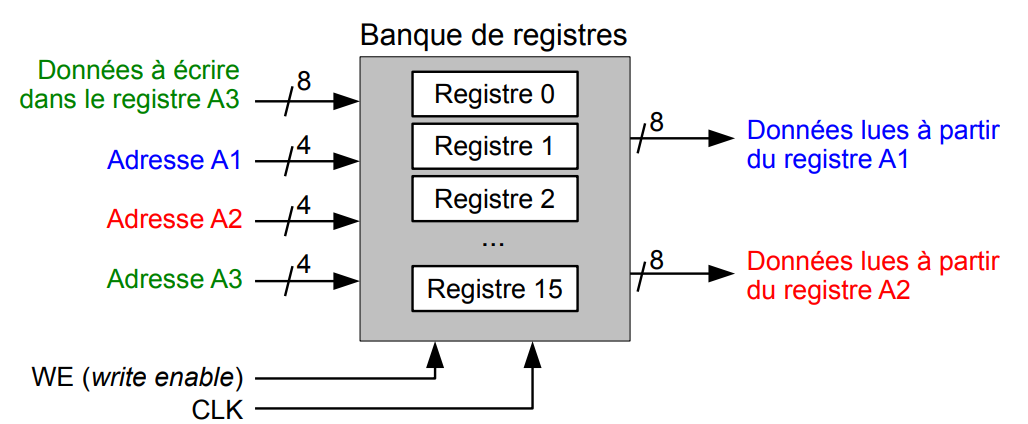 Banque de registres
Données à écrire
dans le registre A3
8
Adresse A1
4
Adresse A2
4
Adresse A3
4
Registre 0
Registre 1
Registre 2
...
Registre 15
8
Données lues à partir
du registre A1
8
Données lues à partir
du registre A2
WE (write enable)
CLK